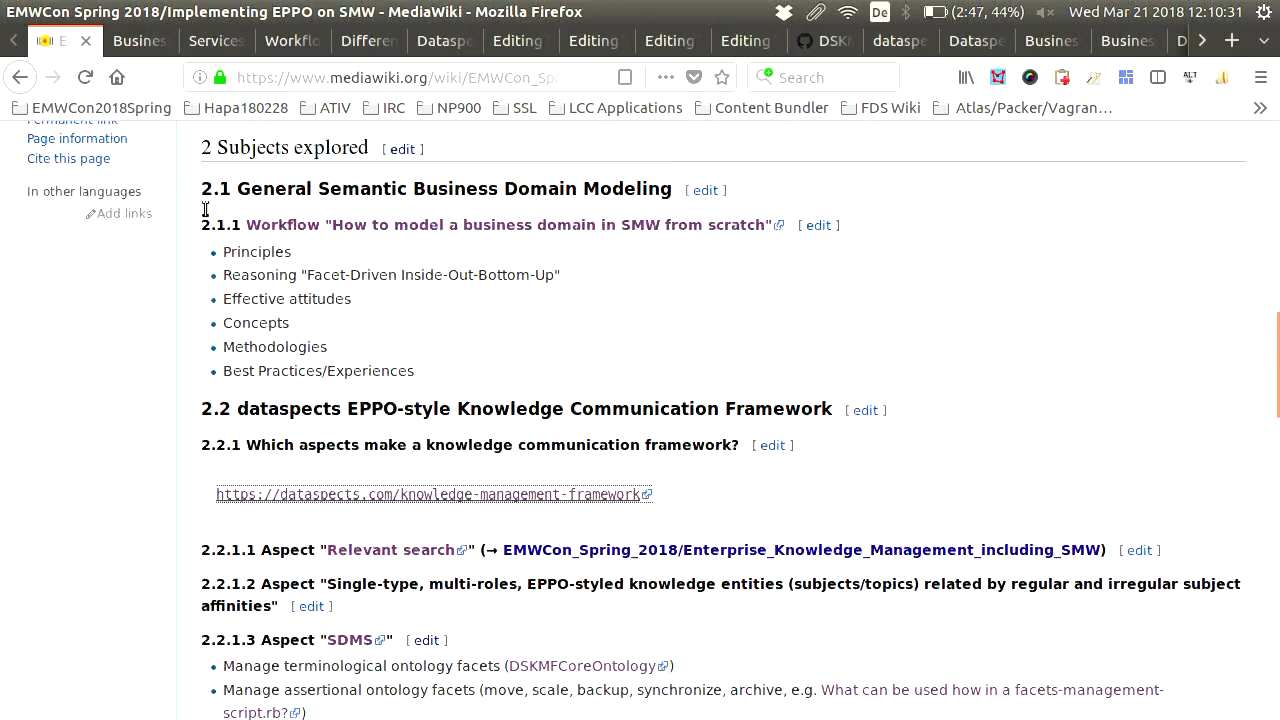 EMWCon Spring 2018/Implementing EPPO on SMW - MediaWiki - Mozilla Firefox De (2:47, 44%) Wed Mar 21 2018 12:10:31
E Busines Services Workflo Differen Dataspe Editing Editing Editing Editing DSKM dataspe Dataspe Busines Busines D
https://www.mediawiki.org/wiki/EMWCon_Sp Search ALT
EMWCon2018Spring Hapa180228 ATIV IRC NP900 SSL LCC Applications Content Bundler FDS Wiki Atlas/Packer/Vagran…
Permanent link
Page information
Cite this page
In other languages
Add links
2 Subjects explored [ edit ]
2.1 General Semantic Business Domain Modeling [ edit ]
2.1.1 Workflow "How to model a business domain in SMW from scratch" [ edit ]
• Principles
• Reasoning "Facet-Driven Inside-Out-Bottom-Up"
• Effective attitudes
• Concepts
• Methodologies
• Best Practices/Experiences
2.2 dataspects EPPO-style Knowledge Communication Framework [ edit ]
2.2.1 Which aspects make a knowledge communication framework? [ edit ]
https://dataspects.com/knowledge-management-framework
2.2.1.1 Aspect "Relevant search" (→ EMWCon_Spring_2018/Enterprise_Knowledge_Management_including_SMW) [ edit ]
2.2.1.2 Aspect "Single-type, multi-roles, EPPO-styled knowledge entities (subjects/topics) related by regular and irregular subject
affinities" [ edit ]
2.2.1.3 Aspect "SDMS" [ edit ]
• Manage terminological ontology facets (DSKMFCoreOntology)
• Manage assertional ontology facets (move, scale, backup, synchronize, archive, e.g. What can be used how in a facets-management-
script.rb?)